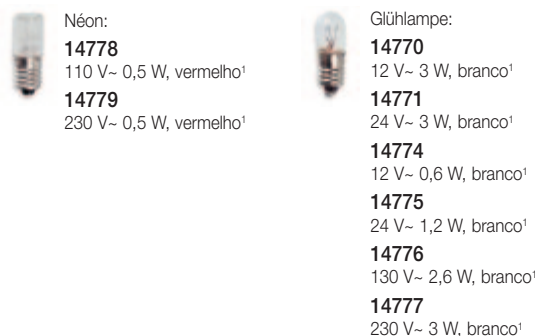 Néon:
14778
110 V~ 0,5 W, vermelho¹
14779
230 V~ 0,5 W, vermelho¹
Glühlampe:
14770
12 V~ 3 W, branco¹
14771
24 V~ 3 W, branco¹
14774
12 V~ 0,6 W, branco¹
14775
24 V~ 1,2 W, branco¹
14776
130 V~ 2,6 W, branco¹
14777
230 V~ 3 W, branco¹